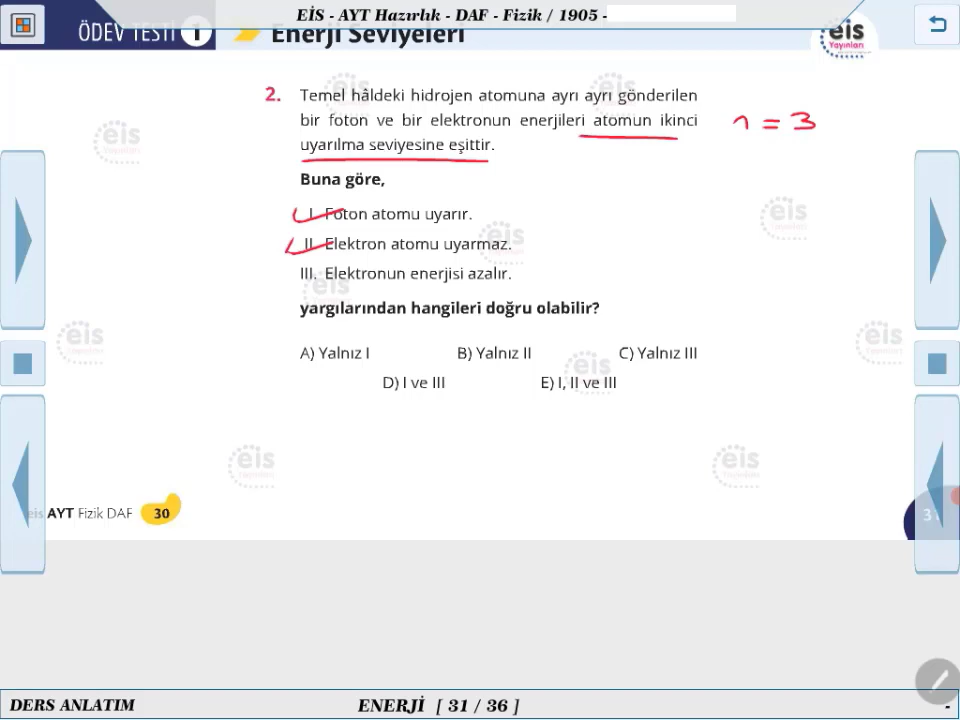 EİS - AYT Hazırlık - DAF - Fizik / 1905 -
ÖDEV TESTİ 1
Enerji Seviyeleri
eis
Yayınları
2. Temel hâldeki hidrojen atomuna ayrı ayrı gönderilen
bir foton ve bir elektronun enerjileri atomun ikinci
uyarılma seviyesine eşittir.
n = 3
Buna göre,
I. Foton atomu uyarır.
II. Elektron atomu uyarmaz.
III. Elektronun enerjisi azalır.
yargılarından hangileri doğru olabilir?
A) Yalnız I B) Yalnız II C) Yalnız III
D) I ve III E) I, II ve III
eis AYT Fizik DAF 30
31
DERS ANLATIM ENERJİ [ 31 / 36 ] -